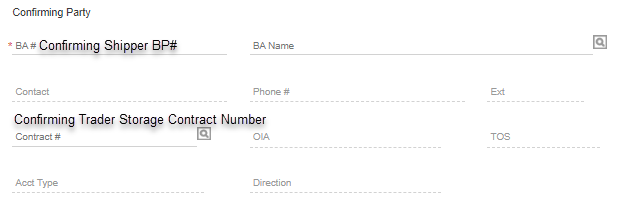 Confirming Party
* BA # Confirming Shipper BP# BA Name
Contact Phone # Ext
Confirming Trader Storage Contract Number
Contract # OIA TOS
Acct Type Direction